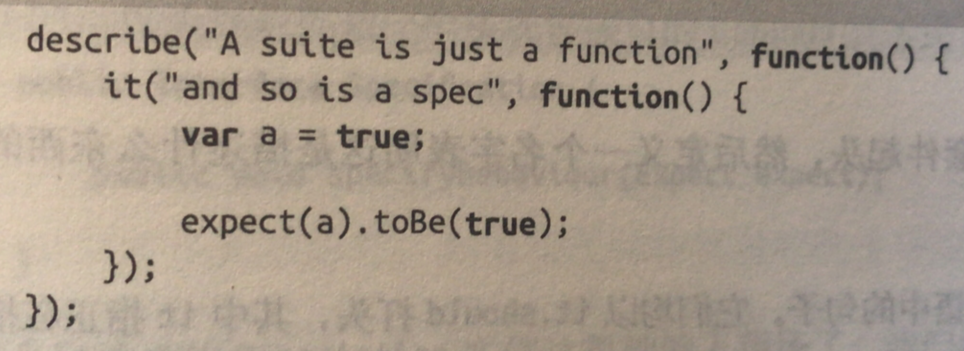 describe("A suite is just a function", function() {
    it("and so is a spec", function() {
        var a = true;

        expect(a).toBe(true);
    });
});